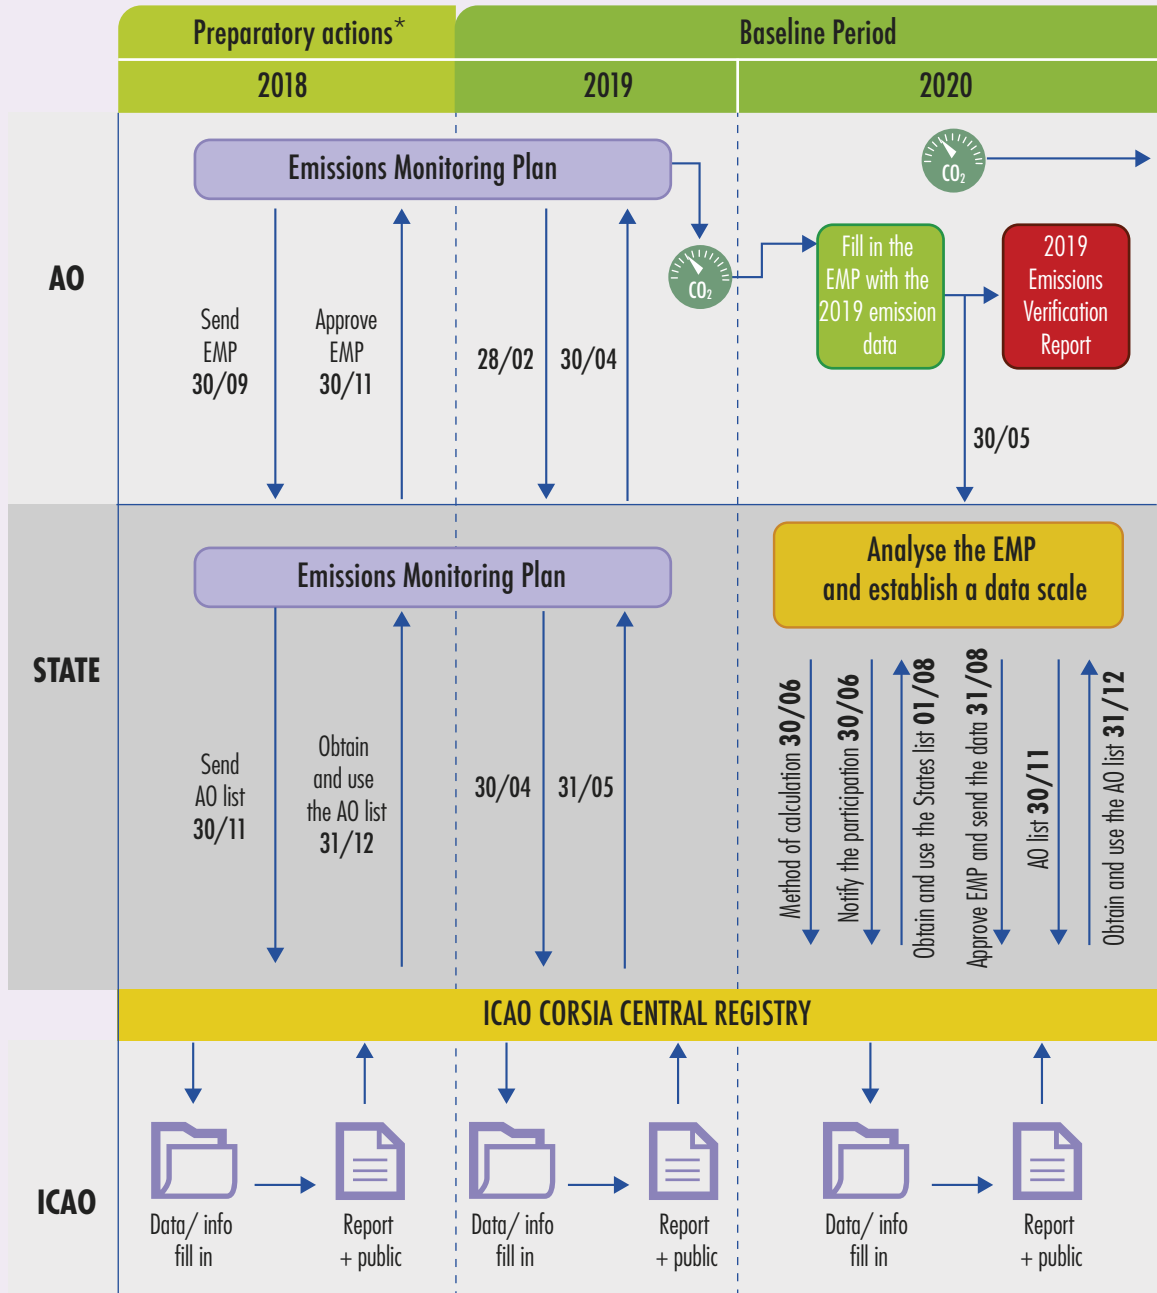 Preparatory actions*
Baseline Period
2018
2019
2020
AO
Emissions Monitoring Plan
CO₂
CO₂
Fill in the
EMP with the
2019 emission
data
2019
Emissions
Verification
Report
Send
EMP
30/09
Approve
EMP
30/11
28/02
30/04
30/05
STATE
Emissions Monitoring Plan
Analyse the EMP
and establish a data scale
Send
AO list
30/11
Obtain
and use
the AO list
31/12
30/04
31/05
Method of calculation 30/06
Notify the participation 30/06
Obtain and use the States list 01/08
Approve EMP and send the data 31/08
AO list 30/11
Obtain and use the AO list 31/12
ICAO CORSIA CENTRAL REGISTRY
ICAO
Data/ info
fill in
Report
+ public
Data/ info
fill in
Report
+ public
Data/ info
fill in
Report
+ public